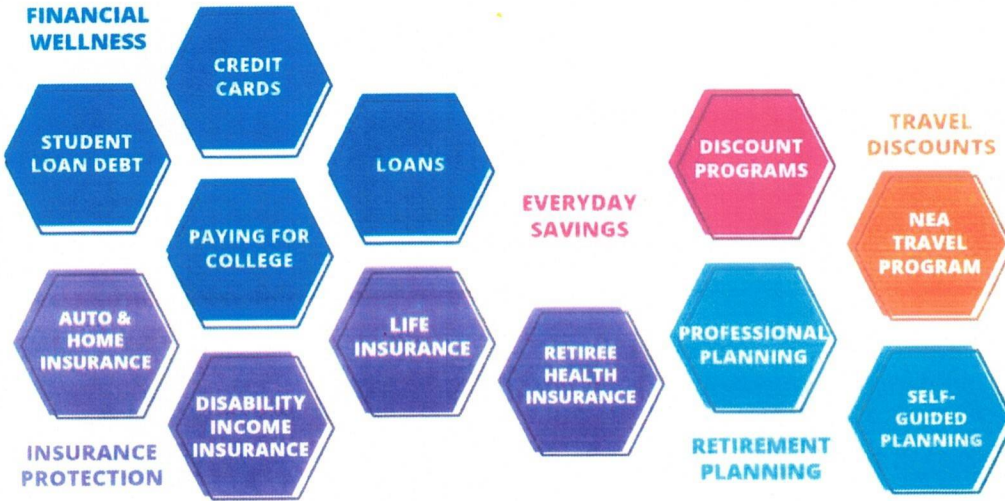 FINANCIAL
WELLNESS
CREDIT
CARDS
STUDENT
LOAN DEBT
LOANS
PAYING FOR
COLLEGE
EVERYDAY
SAVINGS
DISCOUNT
PROGRAMS
TRAVEL
DISCOUNTS
NEA
TRAVEL
PROGRAM
AUTO &
HOME
INSURANCE
DISABILITY
INCOME
INSURANCE
LIFE
INSURANCE
RETIREE
HEALTH
INSURANCE
INSURANCE
PROTECTION
PROFESSIONAL
PLANNING
SELF-
GUIDED
PLANNING
RETIREMENT
PLANNING